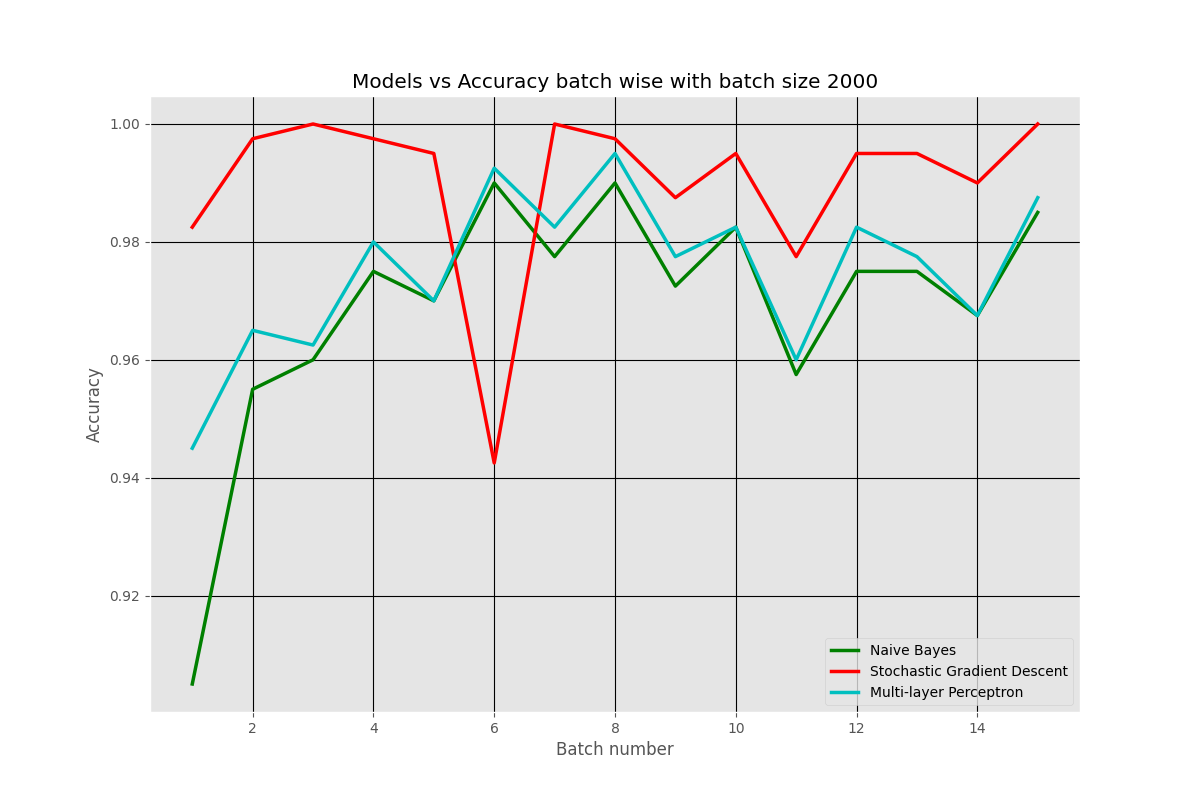 Models vs Accuracy batch wise with batch size 2000
1.00
0.98
0.96
0.94
0.92
Accuracy
2 4 6 8 10 12 14
Batch number
Naive Bayes
Stochastic Gradient Descent
Multi-layer Perceptron